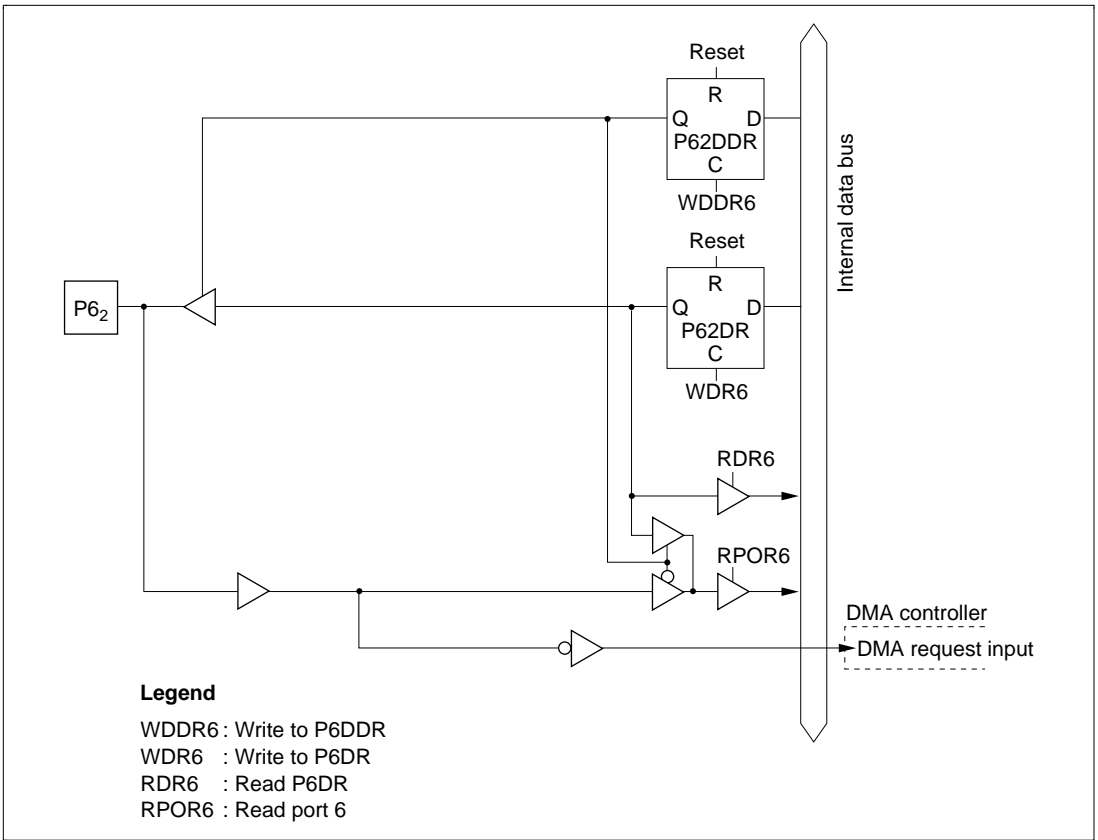 Reset
R
Q D
P62DDR
C
WDDR6
Internal data bus
Reset
R
P6₂
Q D
P62DR
C
WDR6
RDR6
RPOR6
DMA controller
DMA request input
Legend
WDDR6 : Write to P6DDR
WDR6 : Write to P6DR
RDR6 : Read P6DR
RPOR6 : Read port 6